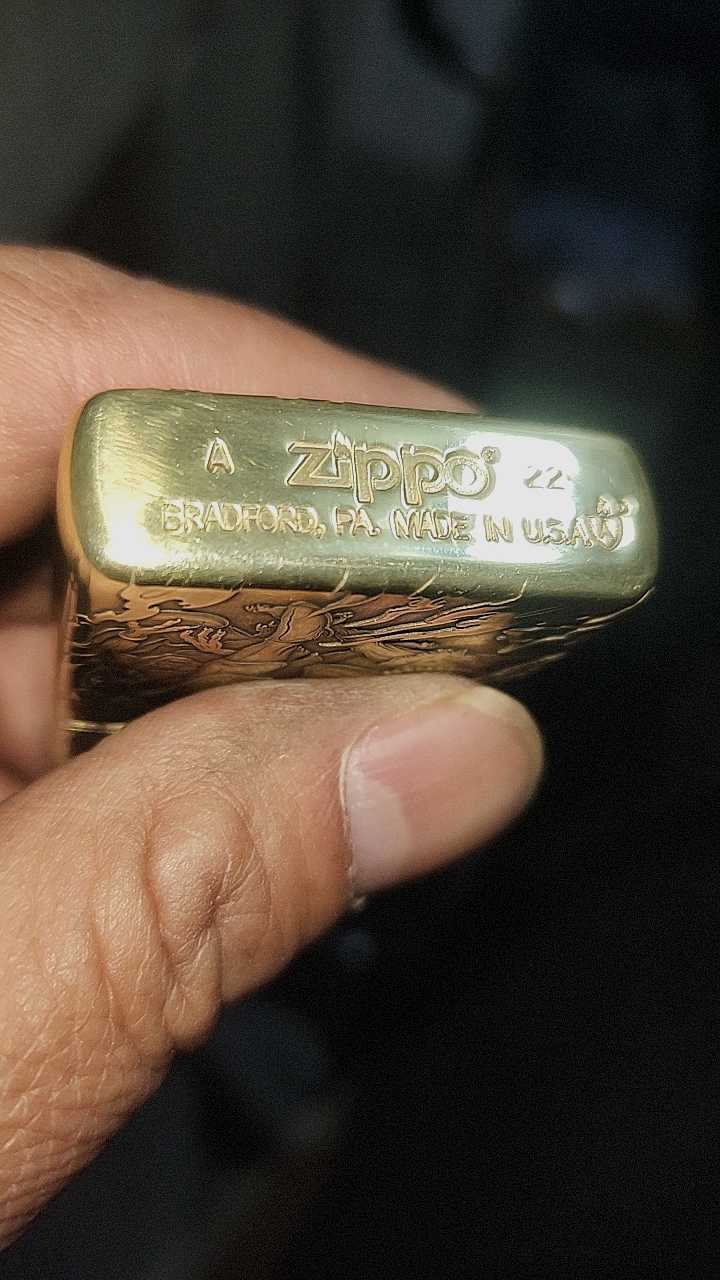 A Zippo® 22
BRADFORD, PA. MADE IN U.S.A.